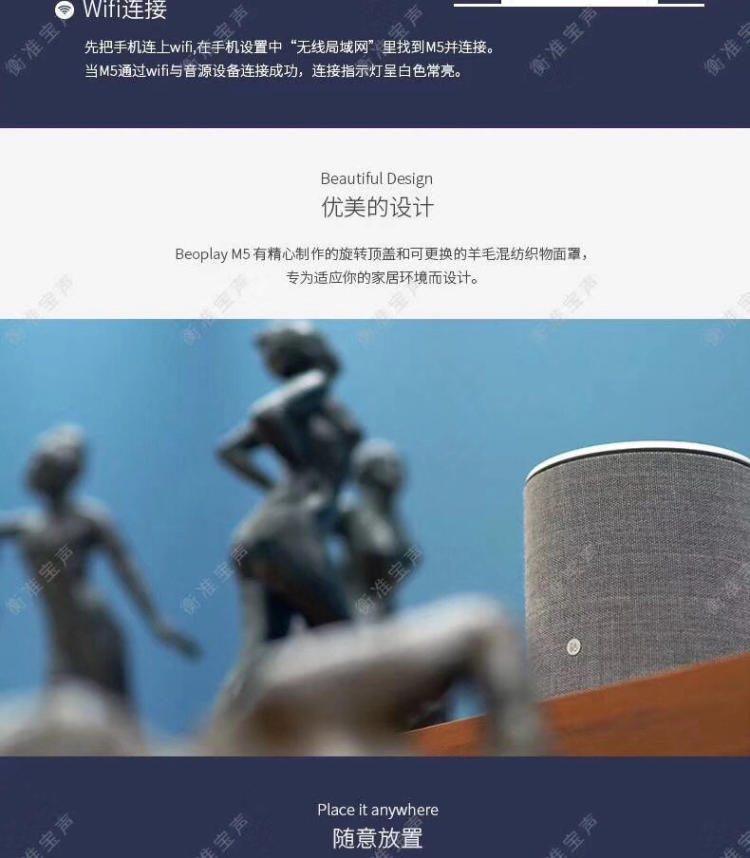 Wifi连接
先把手机连上wifi,在手机设置中“无线局域网”里找到M5并连接。
当M5通过wifi与音源设备连接成功，连接指示灯呈白色常亮。
Beautiful Design
优美的设计
Beoplay M5 有精心制作的旋转顶盖和可更换的羊毛混纺织物面罩，
专为适应你的家居环境而设计。
Place it anywhere
随意放置
衡准宝声